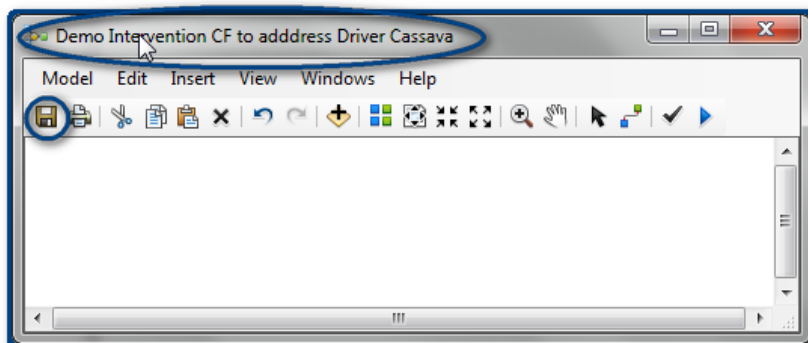 Demo Intervention CF to adddress Driver Cassava
Model Edit Insert View Windows Help